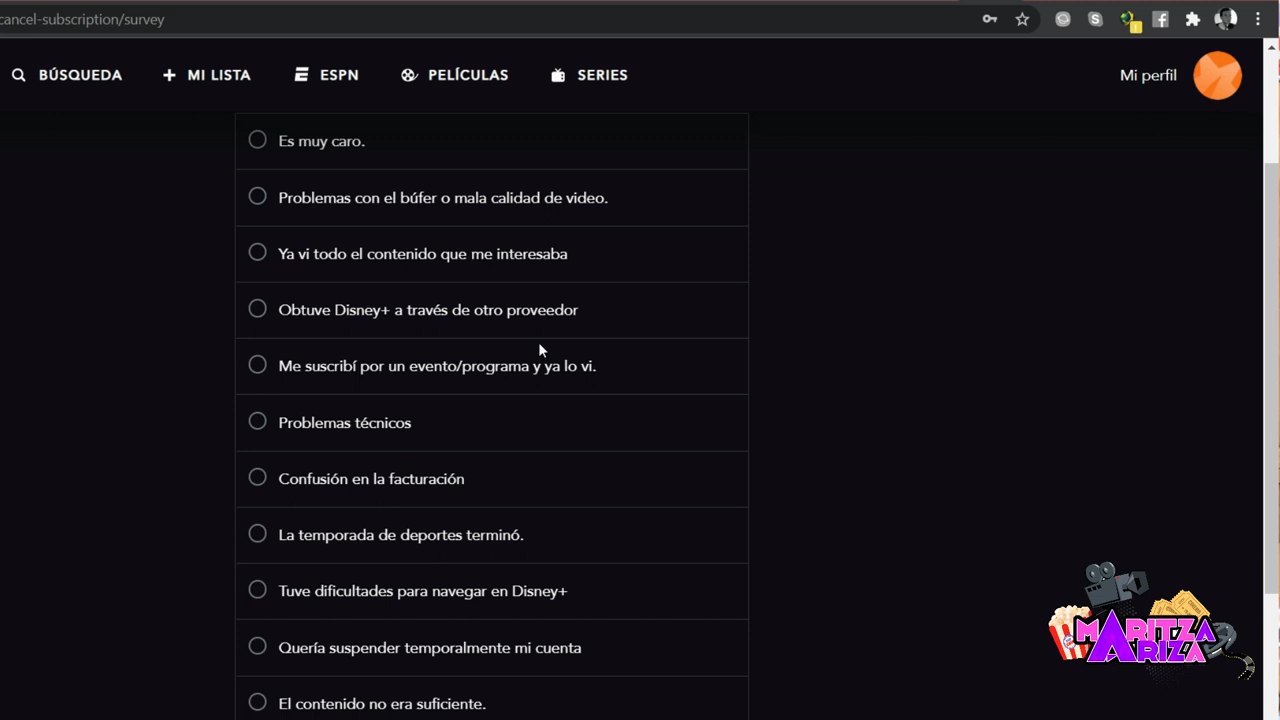 cancel-subscription/survey
BÚSQUEDA MI LISTA ESPN PELÍCULAS SERIES Mi perfil
Es muy caro.
Problemas con el búfer o mala calidad de video.
Ya vi todo el contenido que me interesaba
Obtuve Disney+ a través de otro proveedor
Me suscribí por un evento/programa y ya lo vi.
Problemas técnicos
Confusión en la facturación
La temporada de deportes terminó.
Tuve dificultades para navegar en Disney+
Quería suspender temporalmente mi cuenta
El contenido no era suficiente.
MARITZA
ARIZA